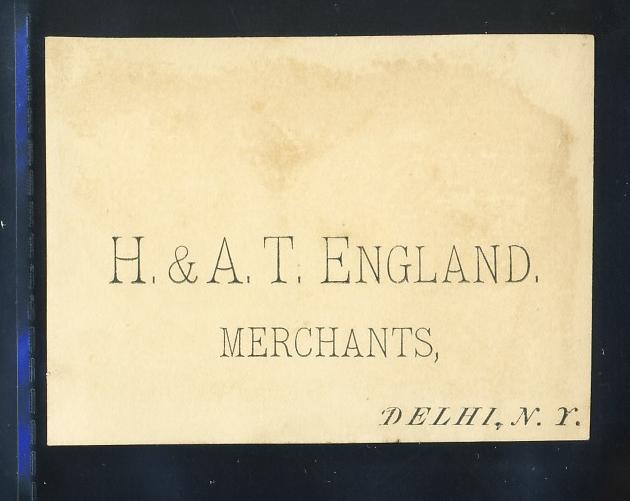 H. & A. T. ENGLAND.
MERCHANTS,
DELHI, N. Y.